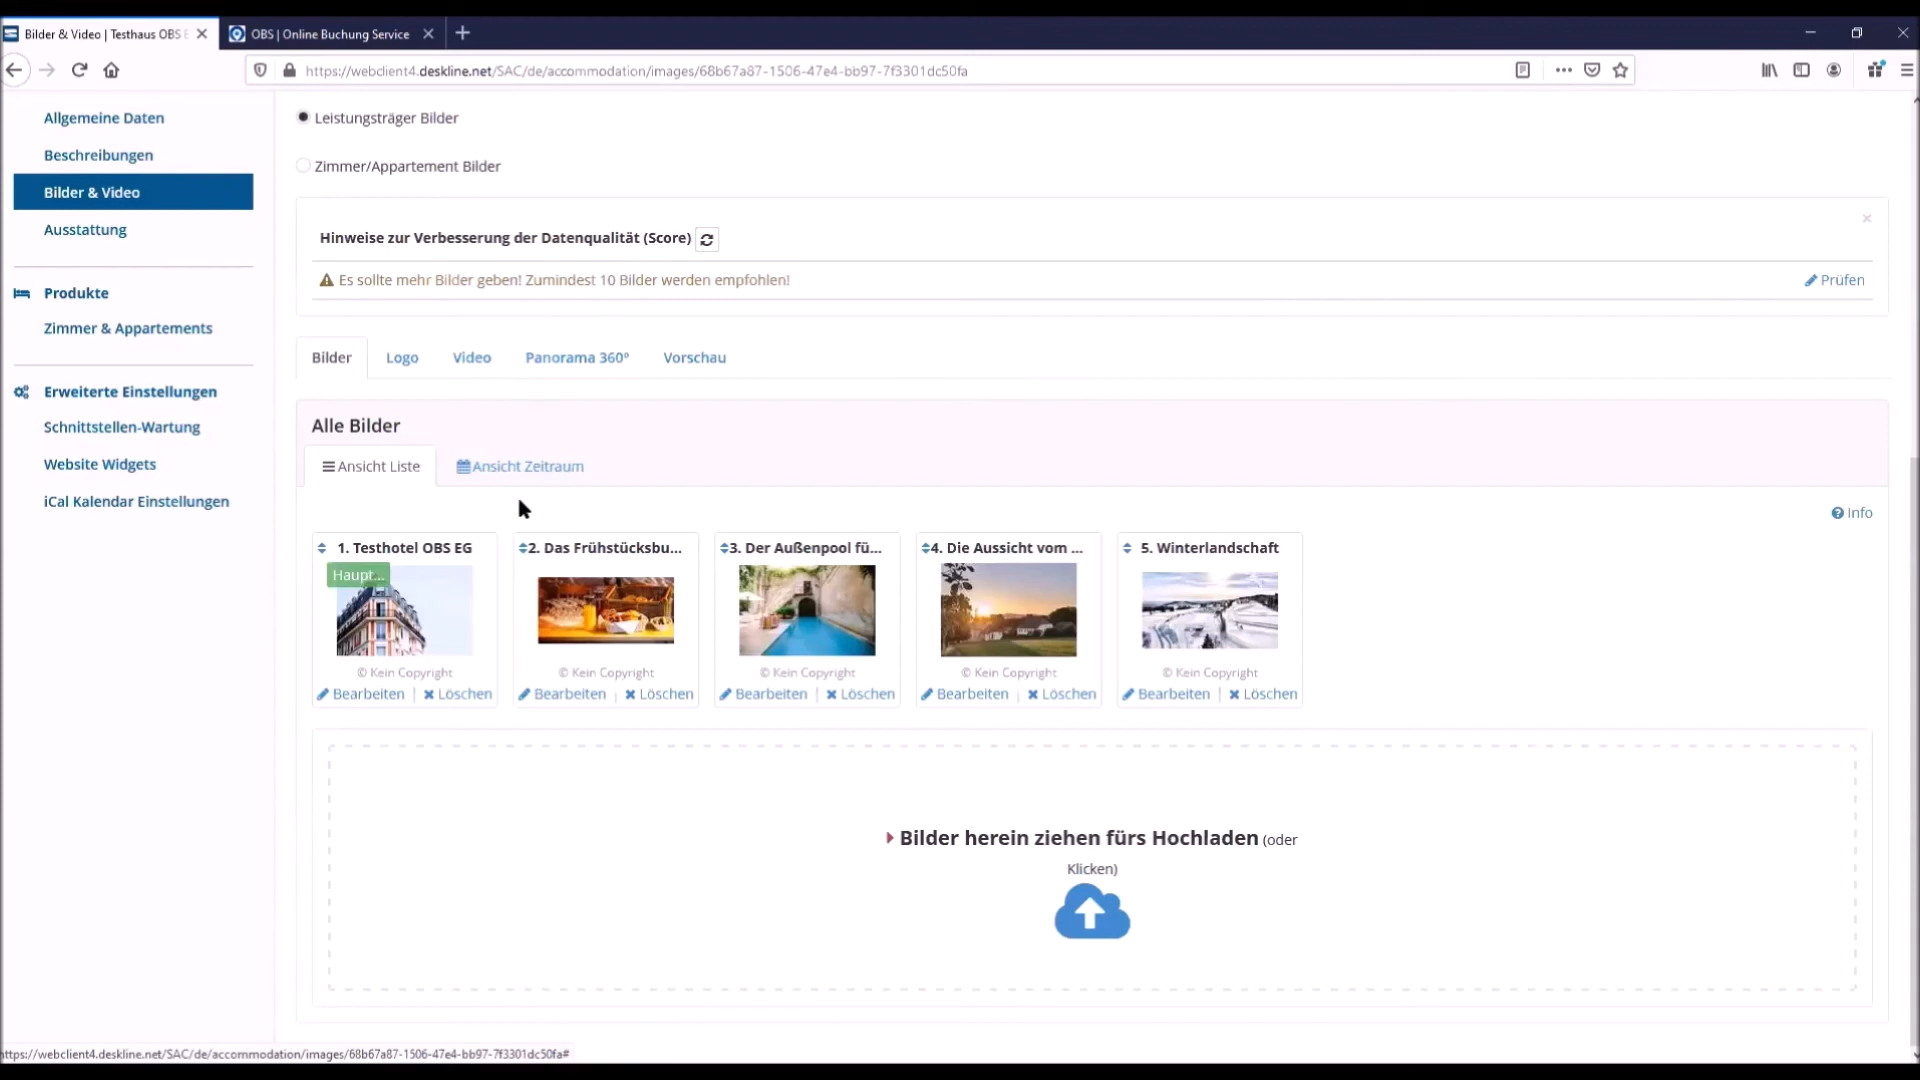 Bilder & Video | Testhaus OBS E
OBS | Online Buchung Service
https://webclient4.deskline.net/SAC/de/accommodation/images/68b67a87-1506-47e4-bb97-7f3301dc50fa
Allgemeine Daten
Beschreibungen
Bilder & Video
Ausstattung
Produkte
Zimmer & Appartements
Erweiterte Einstellungen
Schnittstellen-Wartung
Website Widgets
iCal Kalendar Einstellungen
Leistungsträger Bilder
Zimmer/Appartement Bilder
Hinweise zur Verbesserung der Datenqualität (Score)
Es sollte mehr Bilder geben! Zumindest 10 Bilder werden empfohlen! Prüfen
Bilder Logo Video Panorama 360° Vorschau
Alle Bilder
Ansicht Liste Ansicht Zeitraum
Info
1. Testhotel OBS EG
Haupt...
© Kein Copyright
Bearbeiten | Löschen
2. Das Frühstücksbu...
© Kein Copyright
Bearbeiten | Löschen
3. Der Außenpool fü...
© Kein Copyright
Bearbeiten | Löschen
4. Die Aussicht vom ...
© Kein Copyright
Bearbeiten | Löschen
5. Winterlandschaft
© Kein Copyright
Bearbeiten | Löschen
Bilder herein ziehen fürs Hochladen (oder
Klicken)
https://webclient4.deskline.net/SAC/de/accommodation/images/68b67a87-1506-47e4-bb97-7f3301dc50fa#